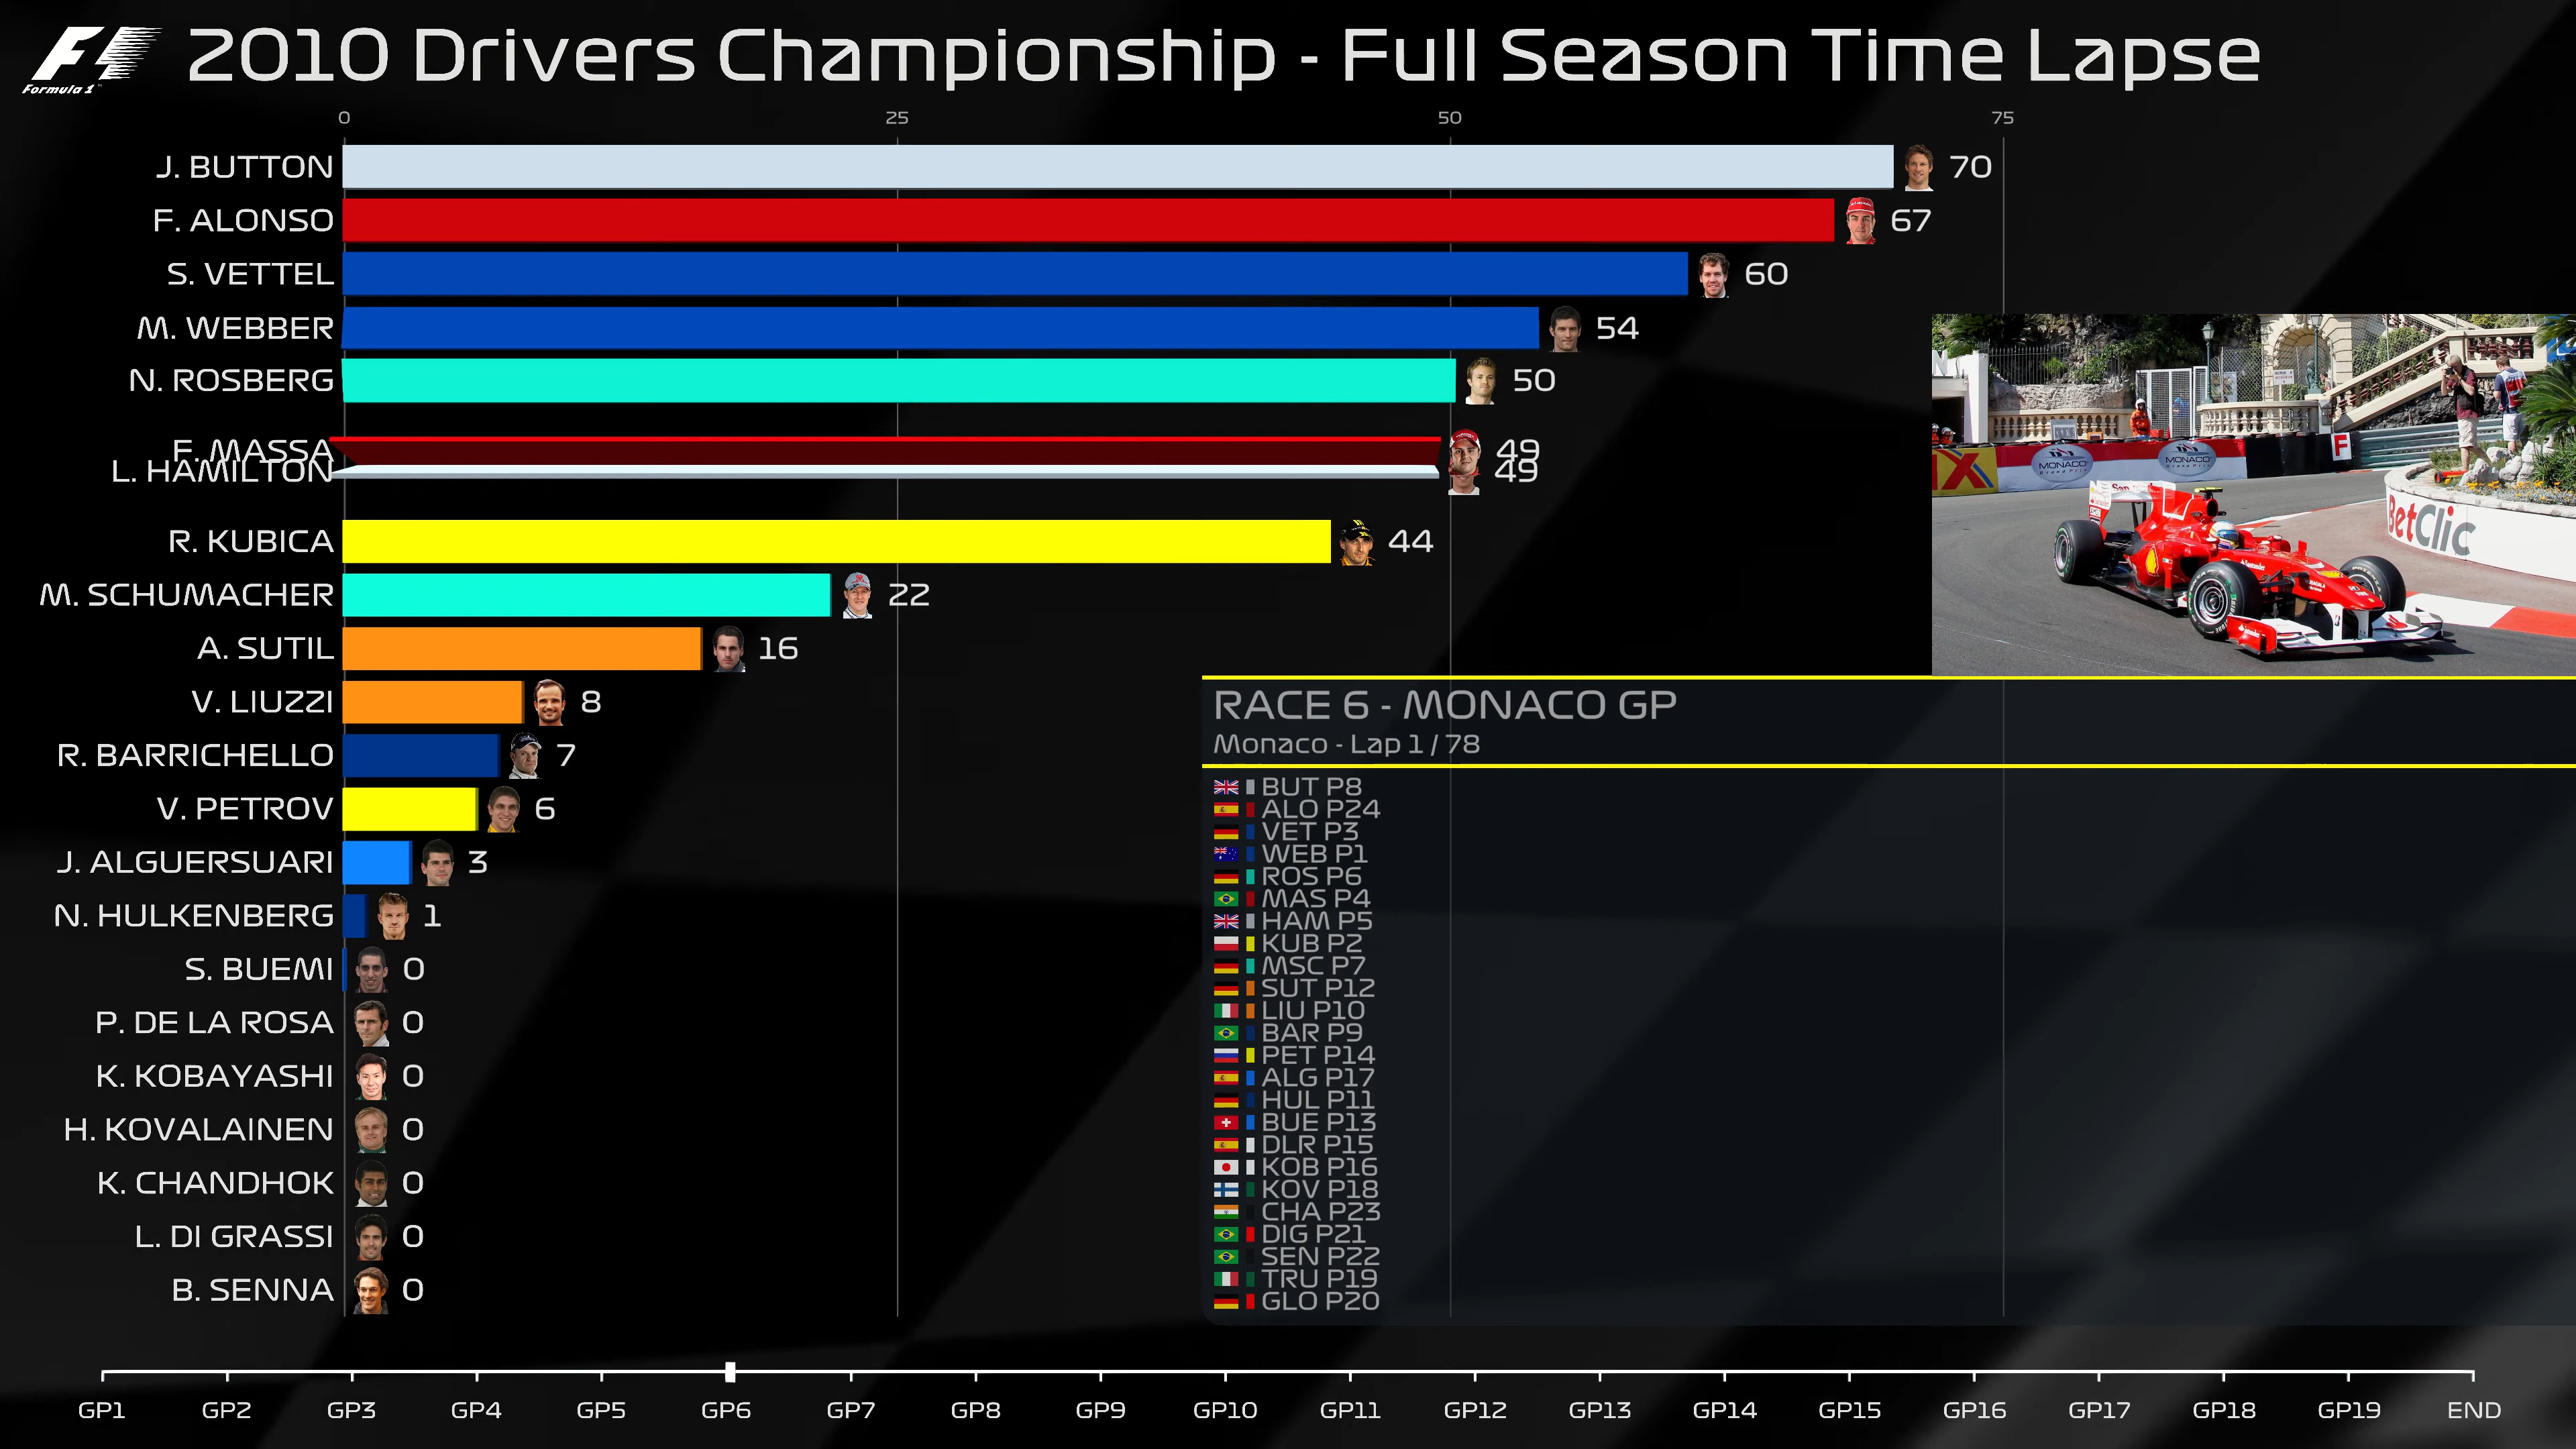 Formula 1
2010 Drivers Championship - Full Season Time Lapse
0 25 50 75
J. BUTTON 70
F. ALONSO 67
S. VETTEL 60
M. WEBBER 54
N. ROSBERG 50
F. MASSA 49
L. HAMILTON 49
R. KUBICA 44
M. SCHUMACHER 22
A. SUTIL 16
V. LIUZZI 8
R. BARRICHELLO 7
V. PETROV 6
J. ALGUERSUARI 3
N. HULKENBERG 1
S. BUEMI 0
P. DE LA ROSA 0
K. KOBAYASHI 0
H. KOVALAINEN 0
K. CHANDHOK 0
L. DI GRASSI 0
B. SENNA 0
MONACO
MONACO
BetClic
RACE 6 - MONACO GP
Monaco - Lap 1 / 78
BUT P8
ALO P24
VET P3
WEB P1
ROS P6
MAS P4
HAM P5
KUB P2
MSC P7
SUT P12
LIU P10
BAR P9
PET P14
ALG P17
HUL P11
BUE P13
DLR P15
KOB P16
KOV P18
CHA P23
DIG P21
SEN P22
TRU P19
GLO P20
GP1 GP2 GP3 GP4 GP5 GP6 GP7 GP8 GP9 GP10 GP11 GP12 GP13 GP14 GP15 GP16 GP17 GP18 GP19 END